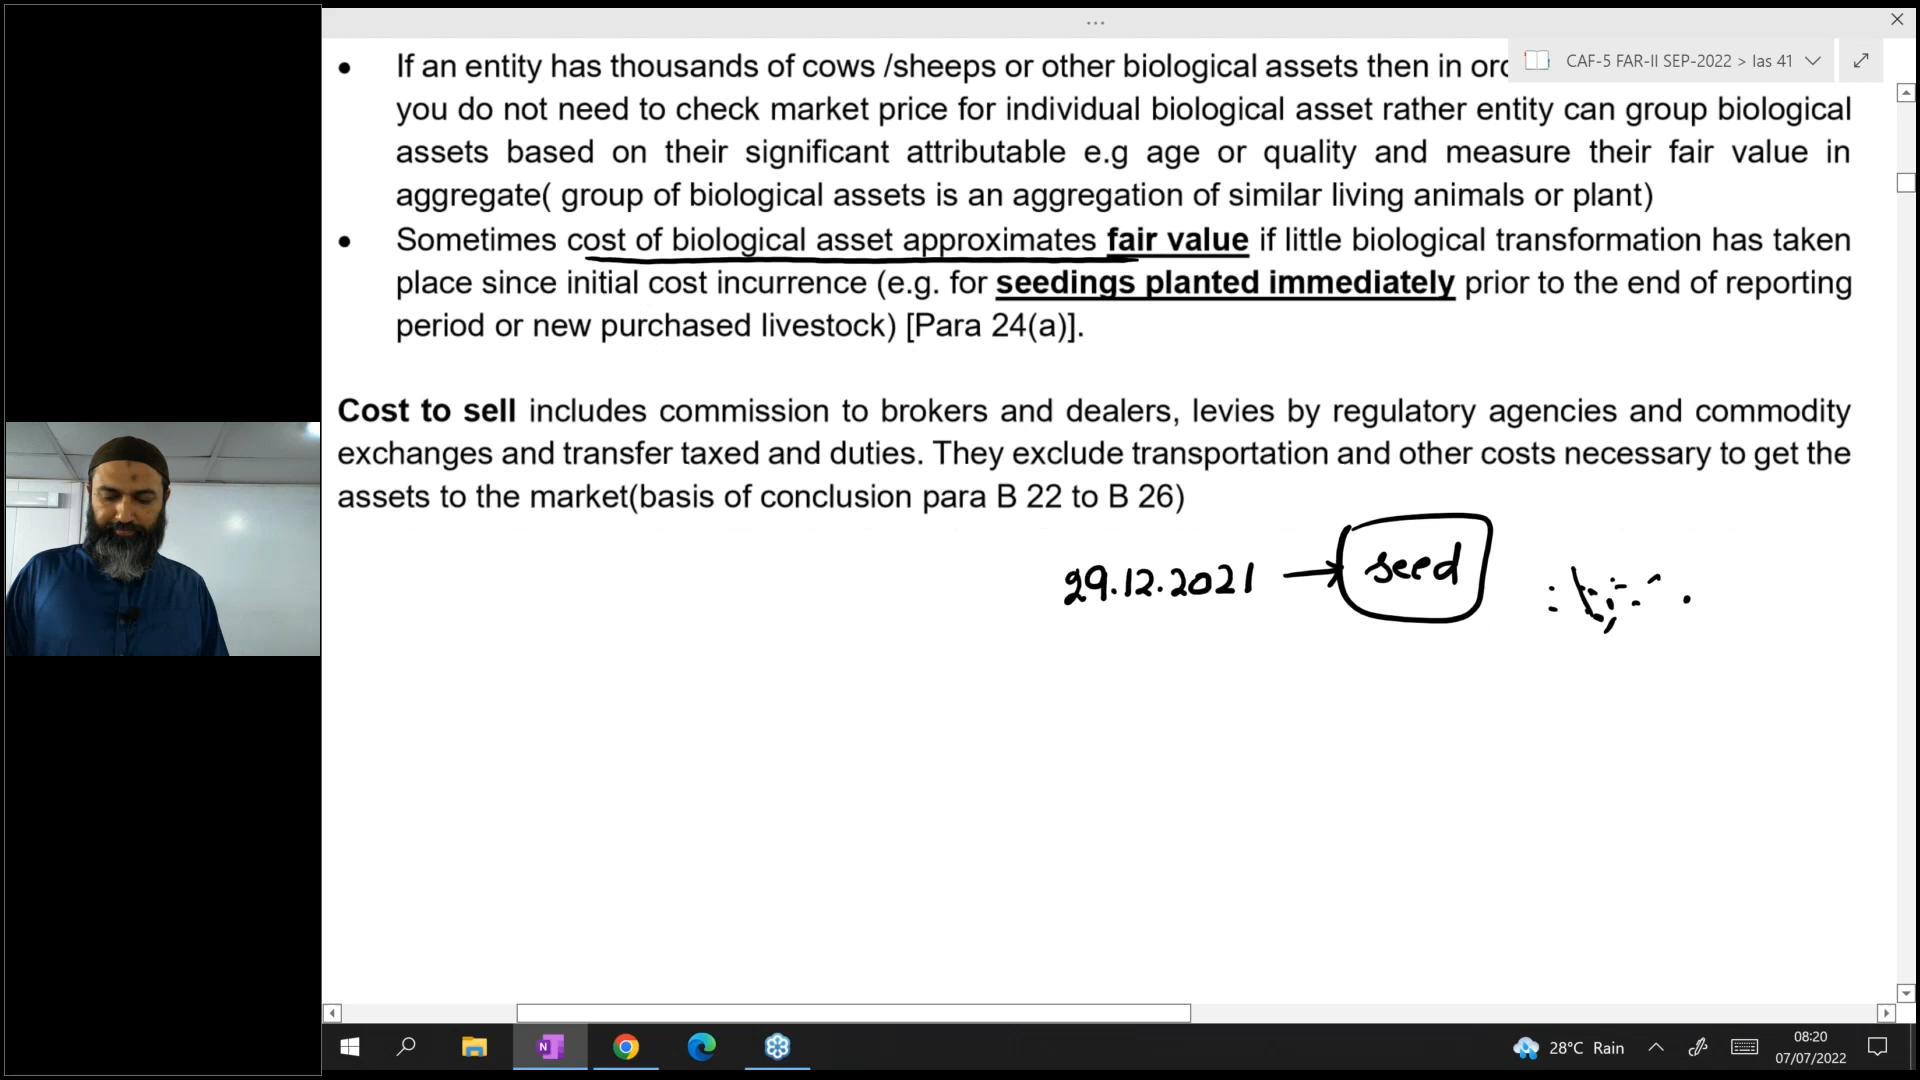 CAF-5 FAR-II SEP-2022 > Ias 41
• If an entity has thousands of cows /sheeps or other biological assets then in
you do not need to check market price for individual biological asset rather entity can group biological
assets based on their significant attributable e.g age or quality and measure their fair value in
aggregate( group of biological assets is an aggregation of similar living animals or plant)
• Sometimes cost of biological asset approximates fair value if little biological transformation has taken
place since initial cost incurrence (e.g. for seedings planted immediately prior to the end of reporting
period or new purchased livestock) [Para 24(a)].
Cost to sell includes commission to brokers and dealers, levies by regulatory agencies and commodity
exchanges and transfer taxed and duties. They exclude transportation and other costs necessary to get the
assets to the market(basis of conclusion para B 22 to B 26)
29.12.2021 → seed
28°C Rain
08:20
07/07/2022